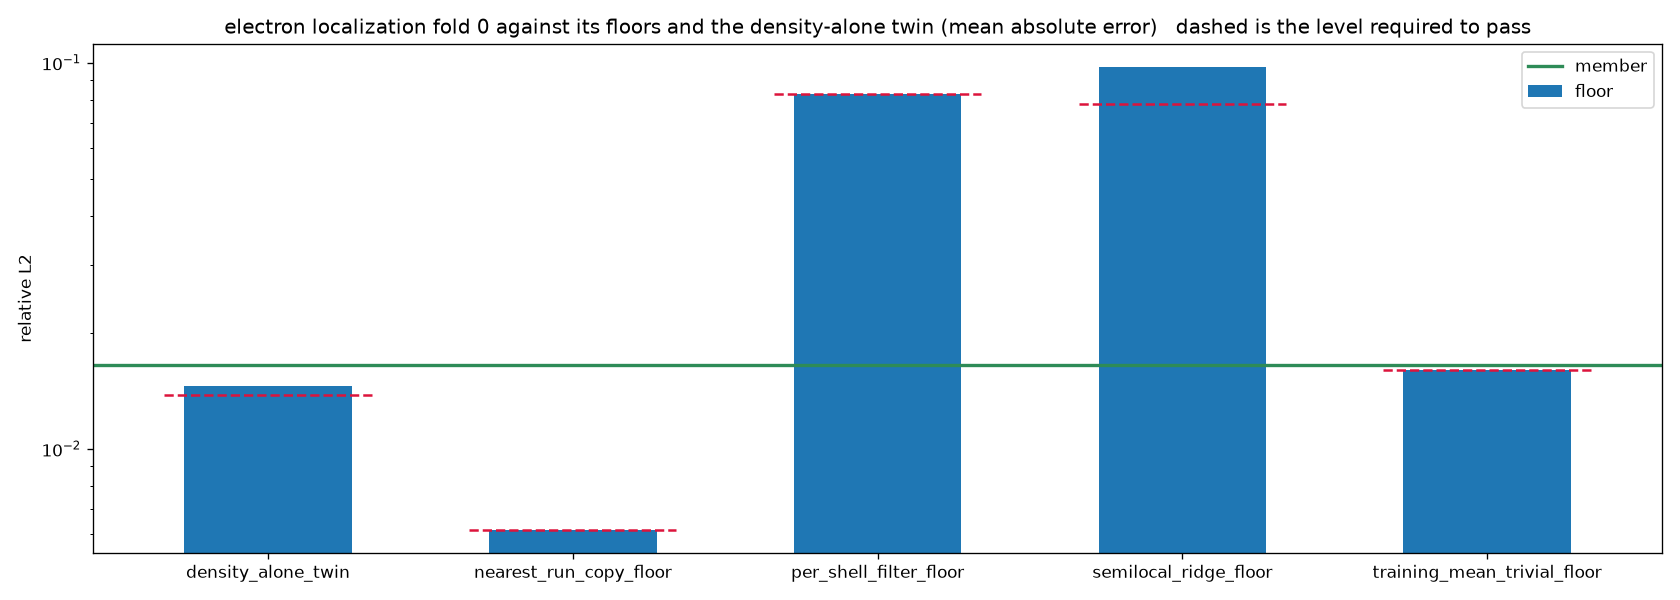 electron localization fold 0 against its floors and the density-alone twin (mean absolute error)   dashed is the level required to pass
member
floor
relative L2
10⁻¹
10⁻²
density_alone_twin
nearest_run_copy_floor
per_shell_filter_floor
semilocal_ridge_floor
training_mean_trivial_floor